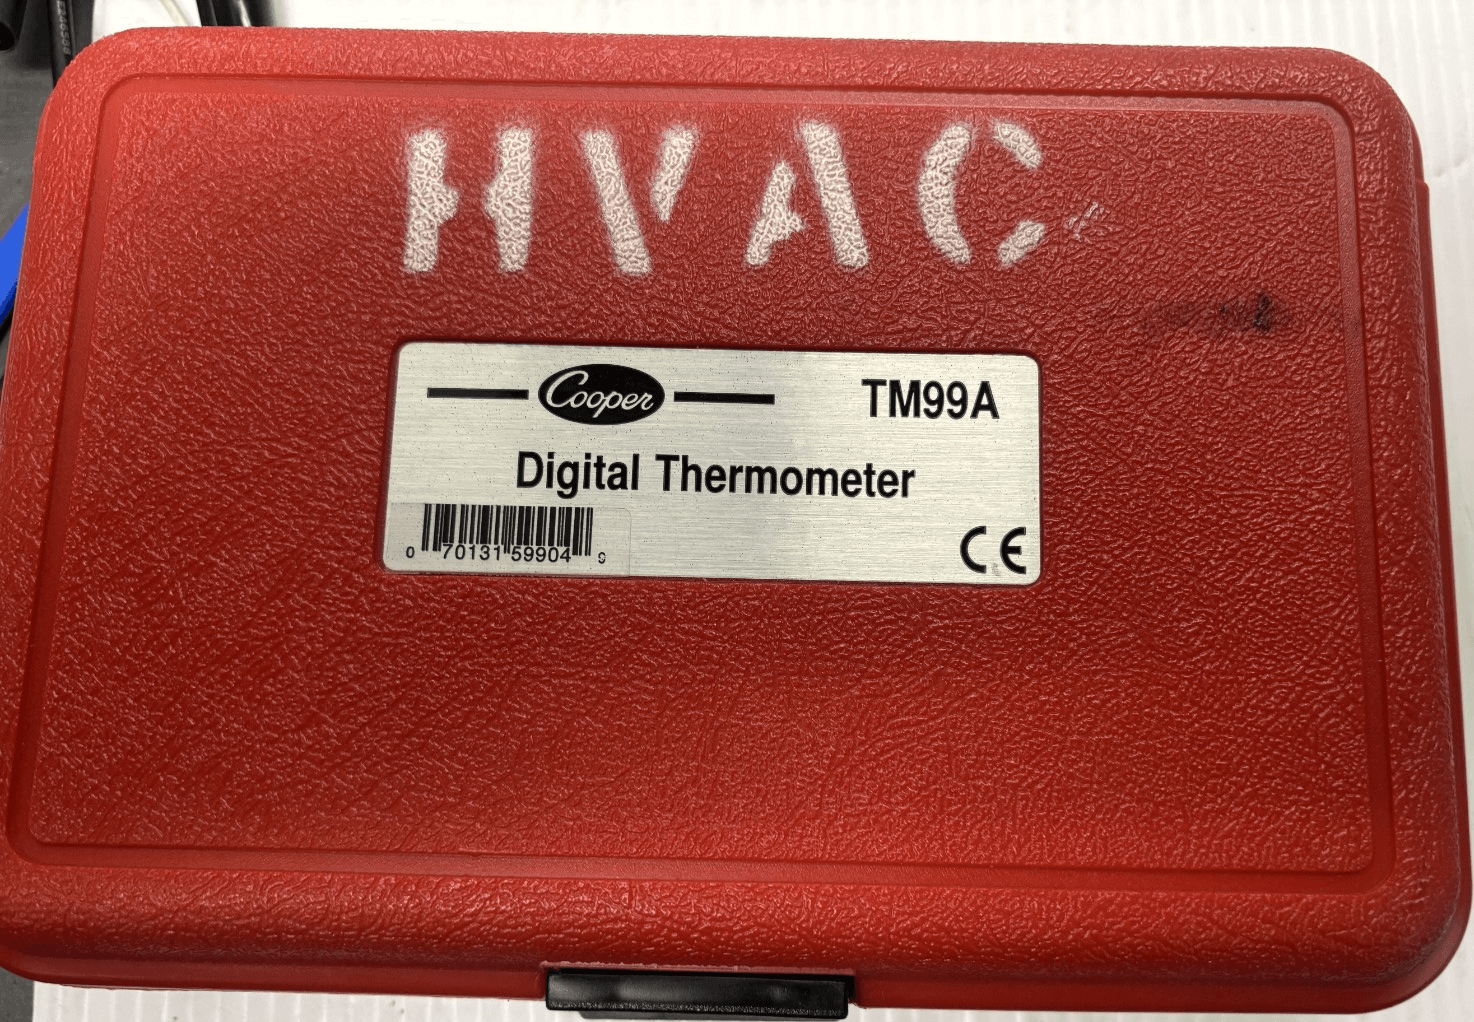 HVAC
Cooper
TM99A
Digital Thermometer
0 70131 59904 9
CE